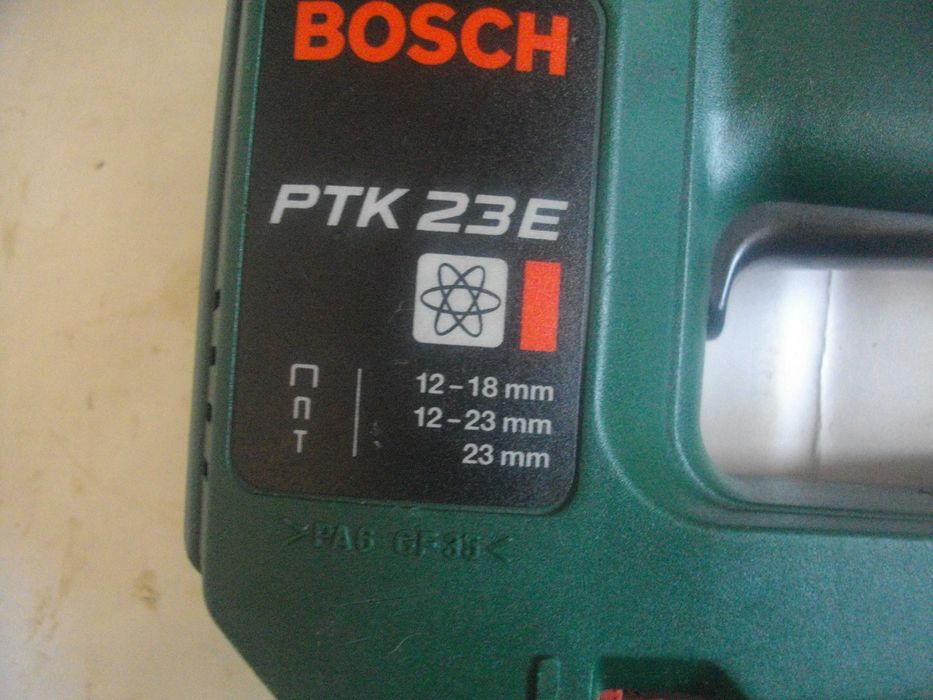 BOSCH
PTK 23E
12–18 mm
12–23 mm
T 23 mm
>PA6 GF35<